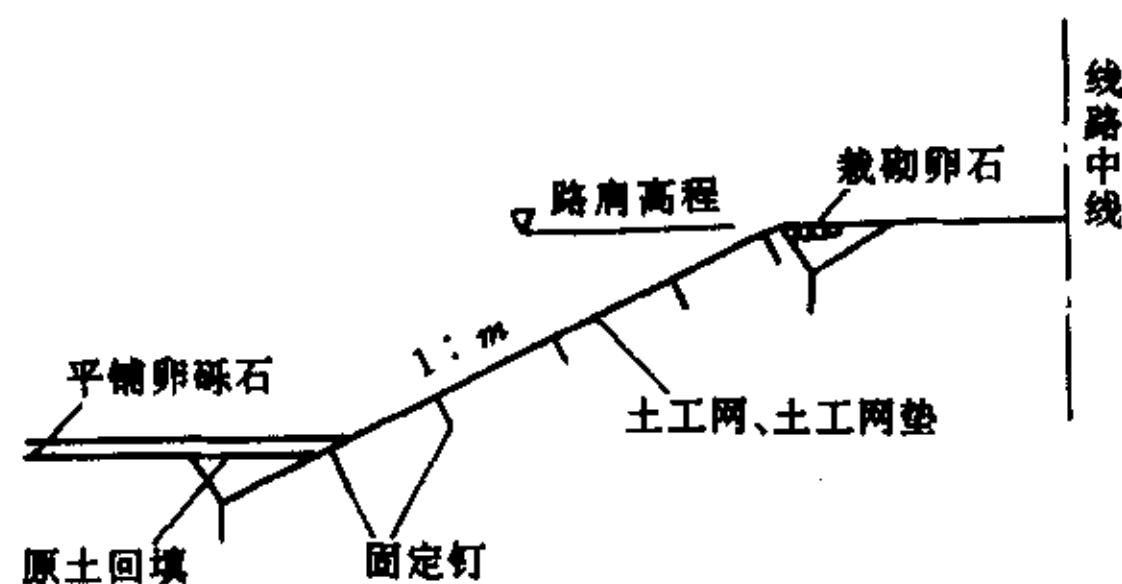 线路中线
栽砌卵石
路肩高程
1：m
平铺卵砾石
土工网、土工网垫
原土回填
固定钉